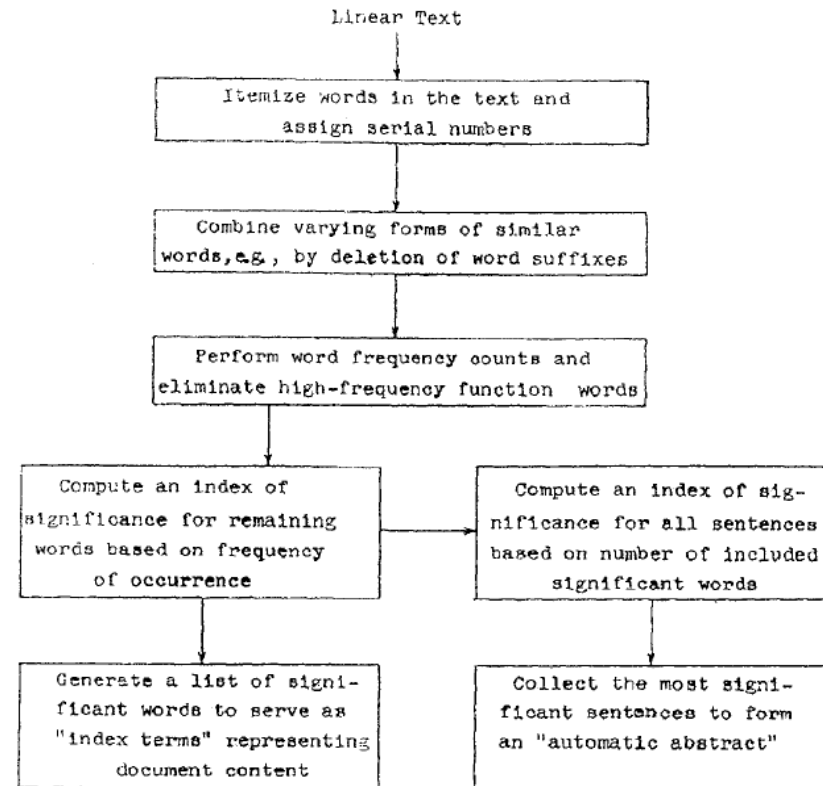 Linear Text
Itemize words in the text and
assign serial numbers
Combine varying forms of similar
words,e.g., by deletion of word suffixes
Perform word frequency counts and
eliminate high-frequency function words
Compute an index of
significance for remaining
words based on frequency
of occurrence
Compute an index of sig-
nificance for all sentences
based on number of included
significant words
Generate a list of signi-
ficant words to serve as
"index terms" representing
document content
Collect the most signi-
ficant sentences to form
an "automatic abstract"